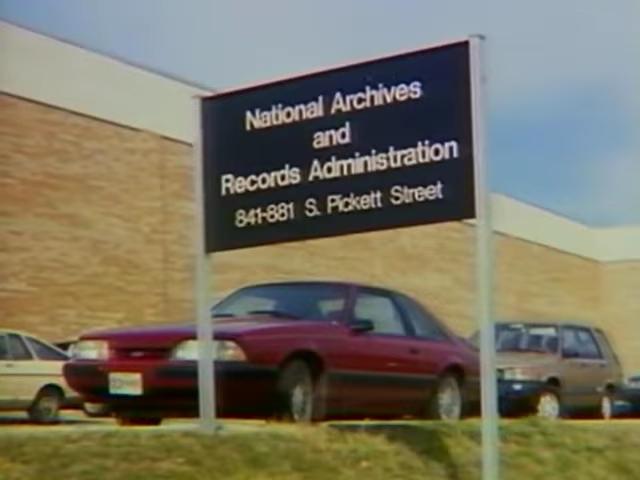 National Archives
and
Records Administration
841-881 S. Pickett Street